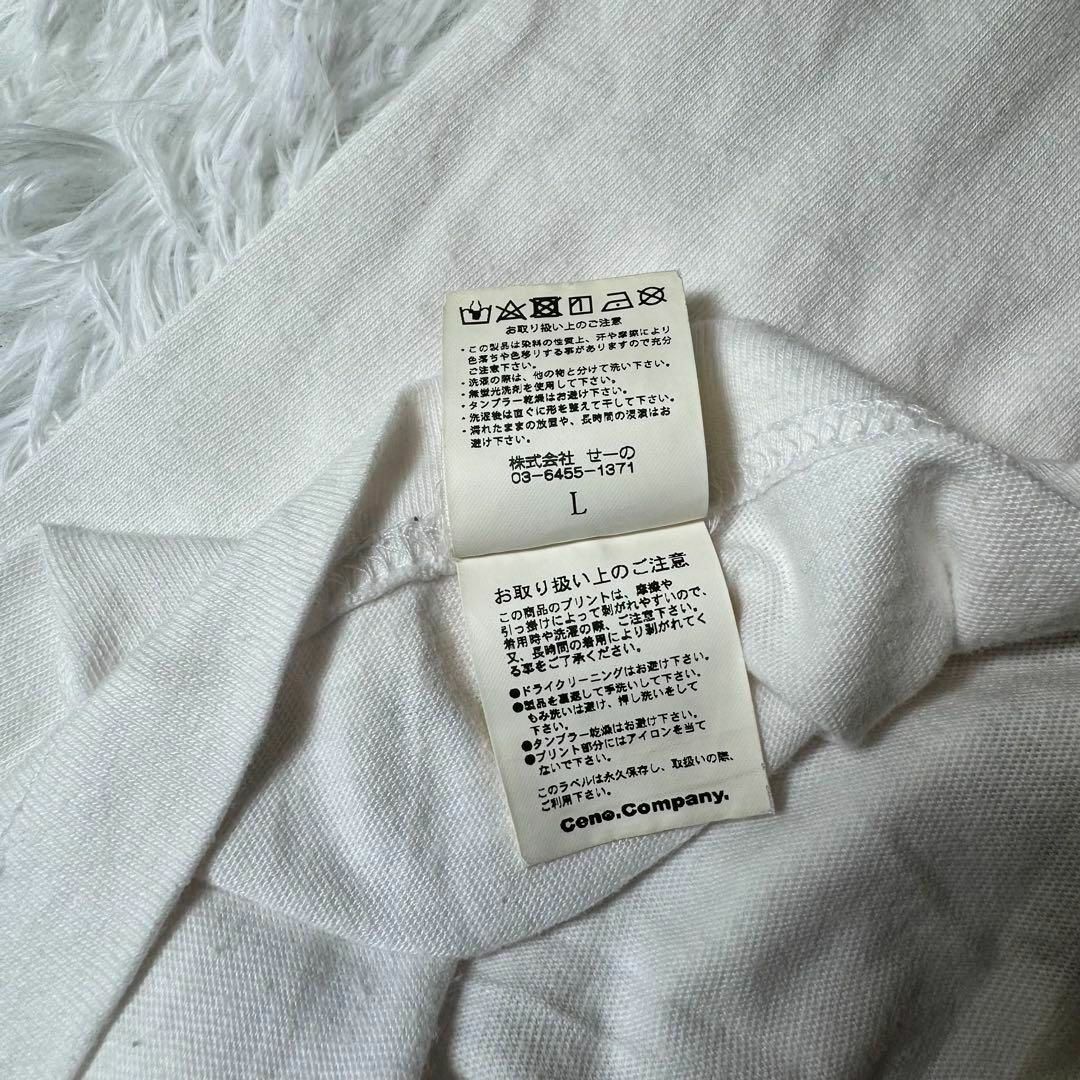 お取り扱い上のご注意
・この製品は染料の性質上、汗や摩擦により
色落ちや色移りする事がありますので充分
ご注意下さい。
・洗濯の際は、他の物と分けて洗い下さい。
・無蛍光洗剤を使用して下さい。
・タンブラー乾燥はお避け下さい。
・洗濯後は直ぐに形を整えて干して下さい。
・濡れたままの放置や、長時間の浸漬はお
避け下さい。
株式会社 せーの
03-6455-1371
L
お取り扱い上のご注意
この商品のプリントは、摩擦や
引っ掛けによって剥がれやすいので、
着用時や洗濯の際、ご注意下さい。
又、長時間の着用により剥がれてく
る事をご了承ください。
●ドライクリーニングはお避け下さい。
●製品を裏返して手洗いして下さい。
もみ洗いは避け、押し洗いをして
下さい。
●タンブラー乾燥はお避け下さい。
●プリント部分にはアイロンを当て
ないで下さい。
このラベルは永久保存し、取扱いの際、
ご利用下さい。
Ceno.Company.